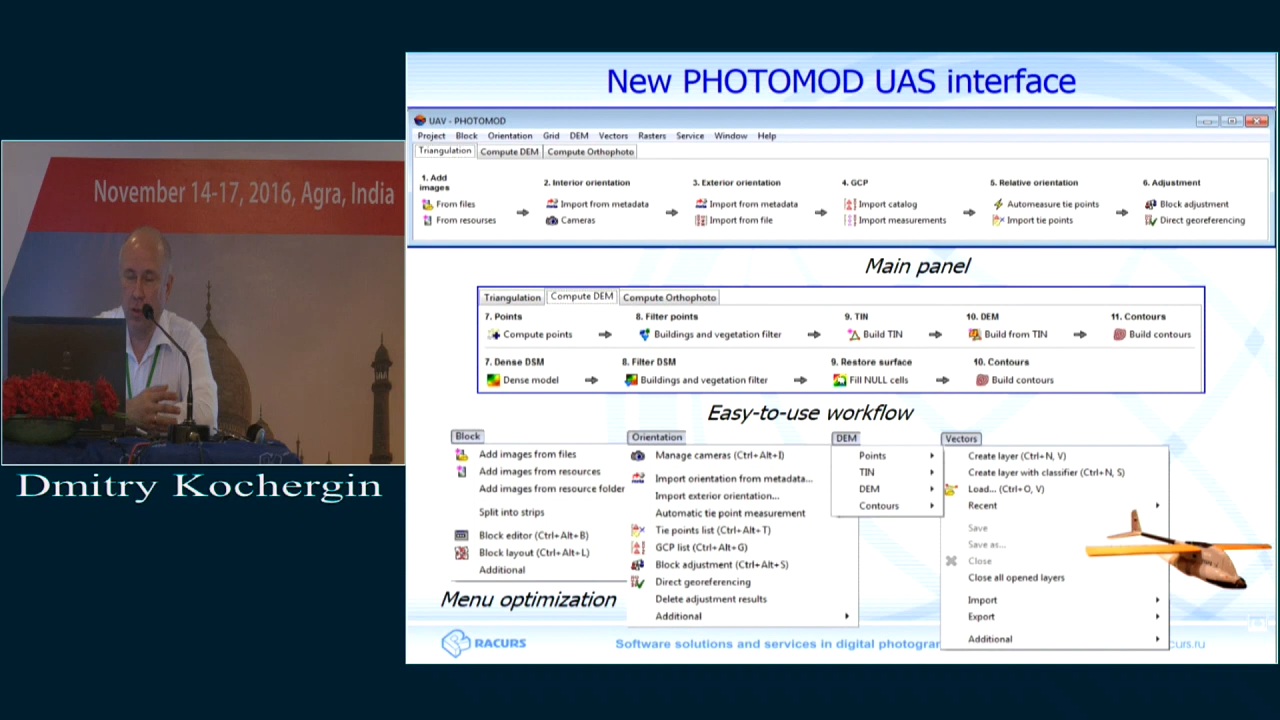 New PHOTOMOD UAS interface
UAV - PHOTOMOD
Project Block Orientation Grid DEM Vectors Rasters Service Window Help
Triangulation Compute DEM Compute Orthophoto
1. Add images
2. Interior orientation
3. Exterior orientation
4. GCP
5. Relative orientation
6. Adjustment
From files Import from metadata Import from metadata Import catalog Automeasure tie points Block adjustment
From resourses Cameras Import from file Import measurements Import tie points Direct georeferencing
Main panel
Triangulation Compute DEM Compute Orthophoto
7. Points 8. Filter points 9. TIN 10. DEM 11. Contours
Compute points Buildings and vegetation filter Build TIN Build from TIN Build contours
7. Dense DSM 8. Filter DSM 9. Restore surface 10. Contours
Dense model Buildings and vegetation filter Fill NULL cells Build contours
Easy-to-use workflow
Block
Add images from files
Add images from resources
Add images from resource folder
Split into strips
Block editor (Ctrl+Alt+B)
Block layout (Ctrl+Alt+L)
Additional
Menu optimization
Orientation
Manage cameras (Ctrl+Alt+I)
Import orientation from metadata...
Import exterior orientation...
Automatic tie point measurement
Tie points list (Ctrl+Alt+T)
GCP list (Ctrl+Alt+G)
Block adjustment (Ctrl+Alt+S)
Direct georeferencing
Delete adjustment results
Additional
DEM
Points
TIN
DEM
Contours
Vectors
Create layer (Ctrl+N, V)
Create layer with classifier (Ctrl+N, S)
Load... (Ctrl+O, V)
Recent
Save
Save as...
Close
Close all opened layers
Import
Export
Additional
RACURS
Software solutions and services in digital photogra
curs.ru
November 14-17, 2016, Agra, India
Dmitry Kochergin